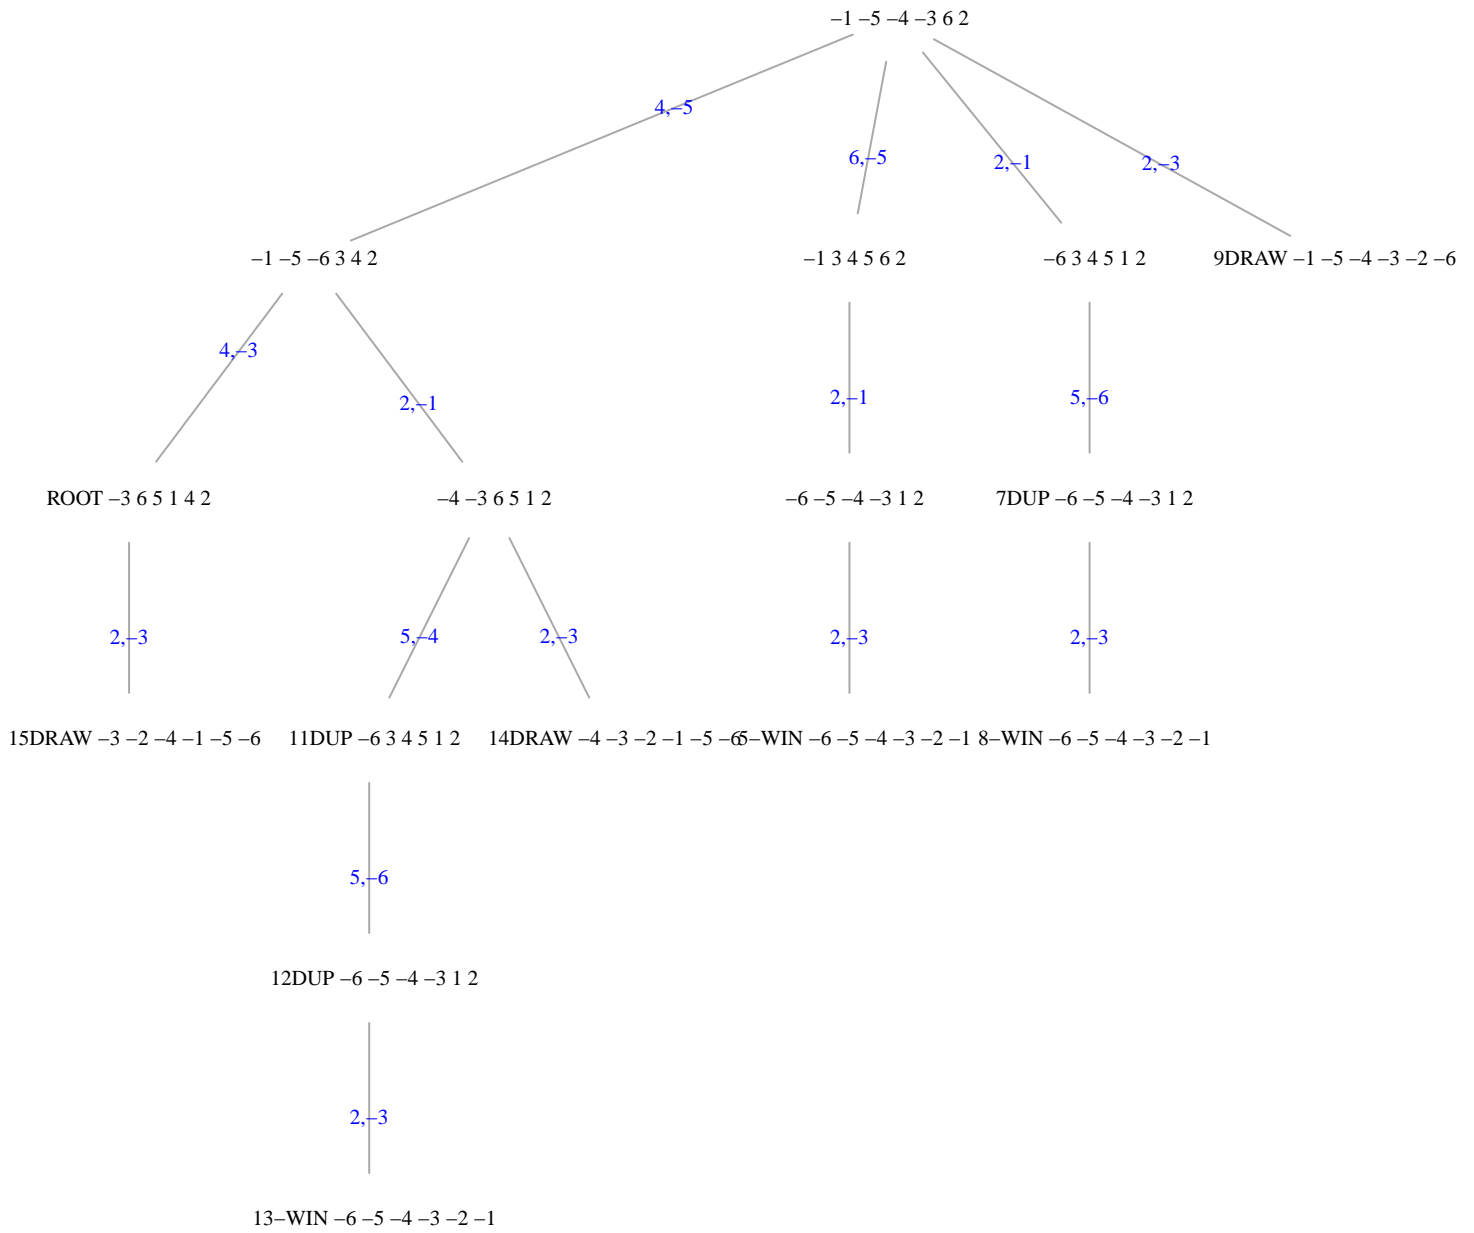 –1 –5 –4 –3 6 2
4,–5
6,–5
2,–1
2,–3
–1 –5 –6 3 4 2
–1 3 4 5 6 2
–6 3 4 5 1 2
9DRAW –1 –5 –4 –3 –2 –6
4,–3
2,–1
2,–1
5,–6
ROOT –3 6 5 1 4 2
–4 –3 6 5 1 2
–6 –5 –4 –3 1 2
7DUP –6 –5 –4 –3 1 2
2,–3
5,–4
2,–3
2,–3
2,–3
15DRAW –3 –2 –4 –1 –5 –6
11DUP –6 3 4 5 1 2
14DRAW –4 –3 –2 –1 –5 –6
5–WIN –6 –5 –4 –3 –2 –1
8–WIN –6 –5 –4 –3 –2 –1
5,–6
12DUP –6 –5 –4 –3 1 2
2,–3
13–WIN –6 –5 –4 –3 –2 –1